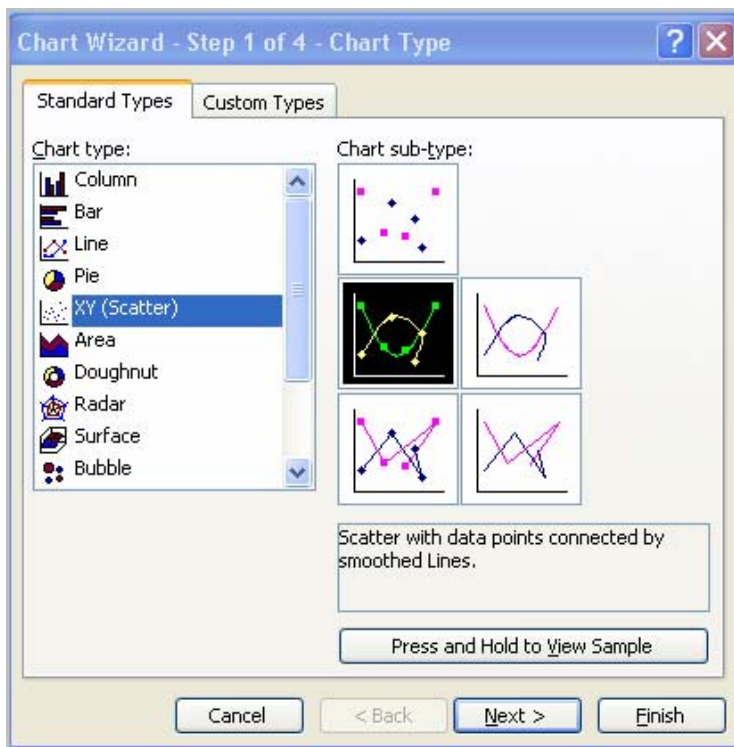 Chart Wizard - Step 1 of 4 - Chart Type
Standard Types
Custom Types
Chart type:
Column
Bar
Line
Pie
XY (Scatter)
Area
Doughnut
Radar
Surface
Bubble
Chart sub-type:
Scatter with data points connected by
smoothed Lines.
Press and Hold to View Sample
Cancel
< Back
Next >
Finish